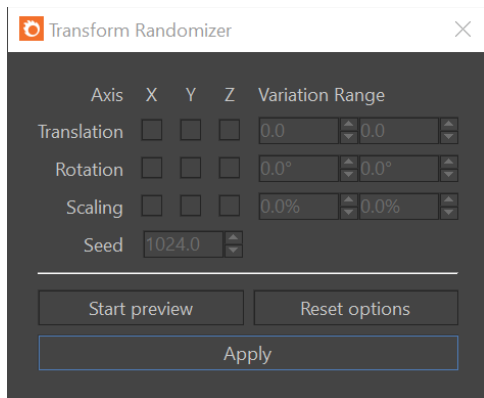 Transform Randomizer
Axis X Y Z Variation Range
Translation 0.0 0.0
Rotation 0.0° 0.0°
Scaling 0.0% 0.0%
Seed 1024.0
Start preview Reset options
Apply